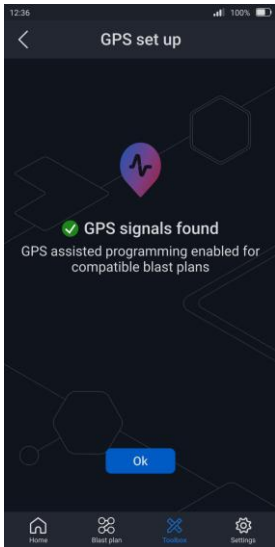 12:36
100%
GPS set up
GPS signals found
GPS assisted programming enabled for
compatible blast plans
Ok
Home Blast plan Toolbox Settings